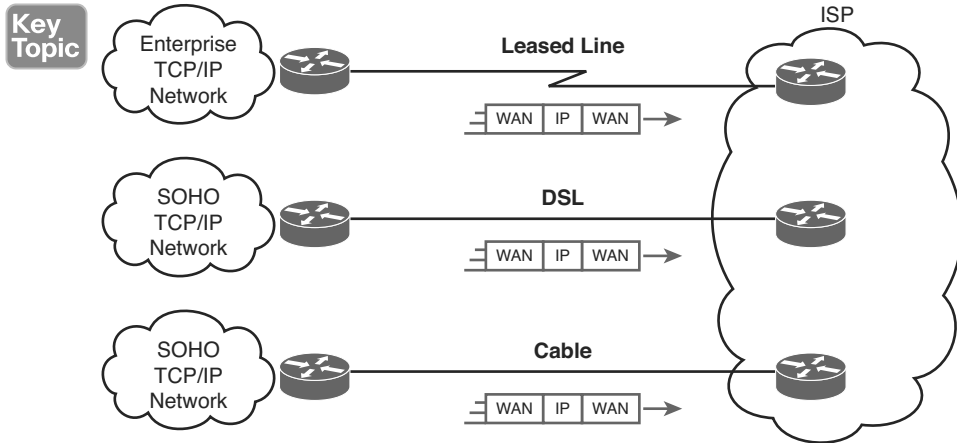 Key
Topic
ISP
Enterprise
TCP/IP
Network
Leased Line
WAN IP WAN
SOHO
TCP/IP
Network
DSL
WAN IP WAN
SOHO
TCP/IP
Network
Cable
WAN IP WAN